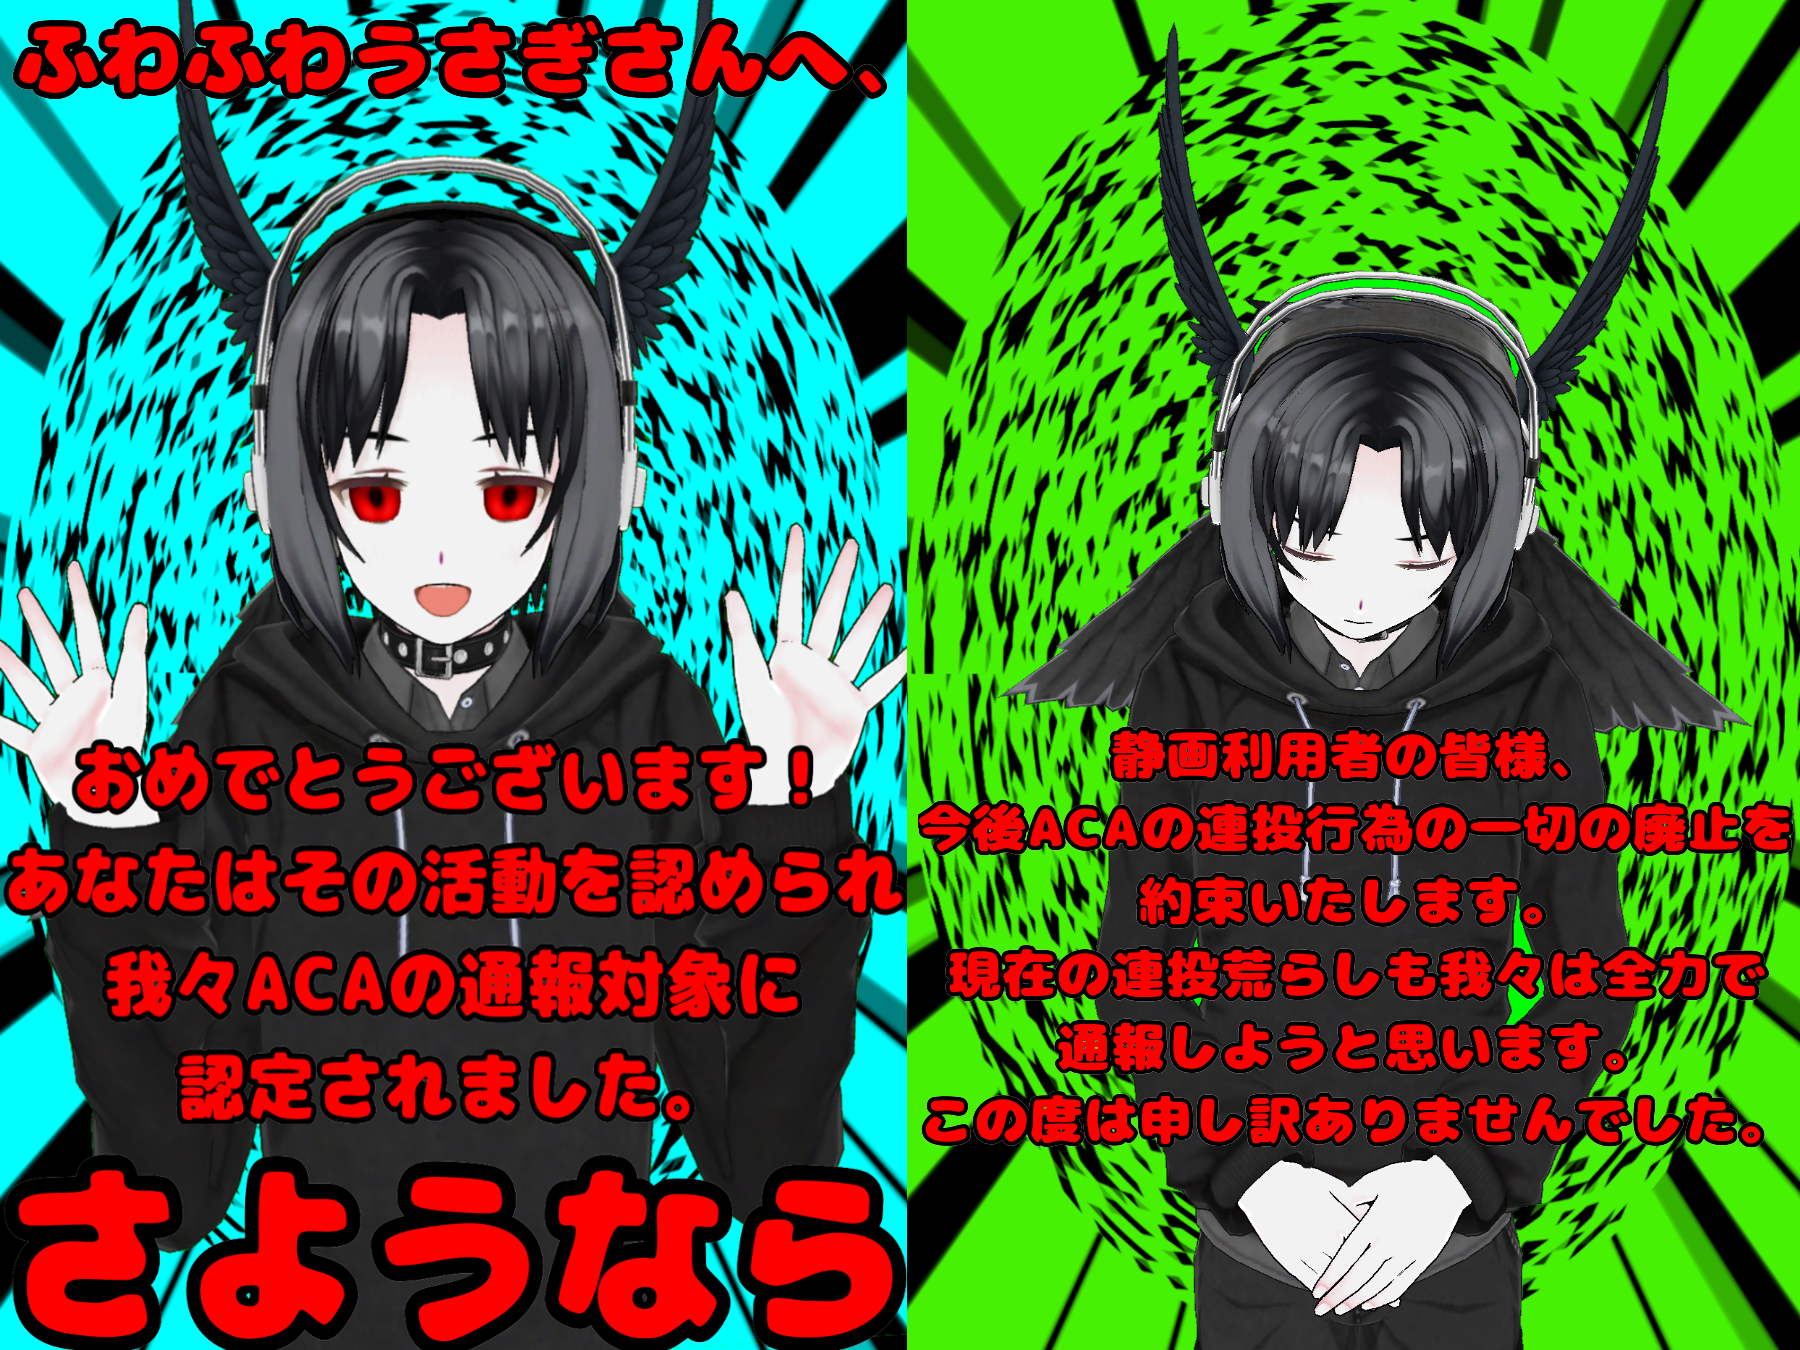 ふわふわうさぎさんへ、
おめでとうございます！
あなたはその活動を認められ
我々ACAの通報対象に
認定されました。
さようなら
静画利用者の皆様、
今後ACAの連投行為の一切の廃止を
約束いたします。
現在の連投荒らしも我々は全力で
通報しようと思います。
この度は申し訳ありませんでした。